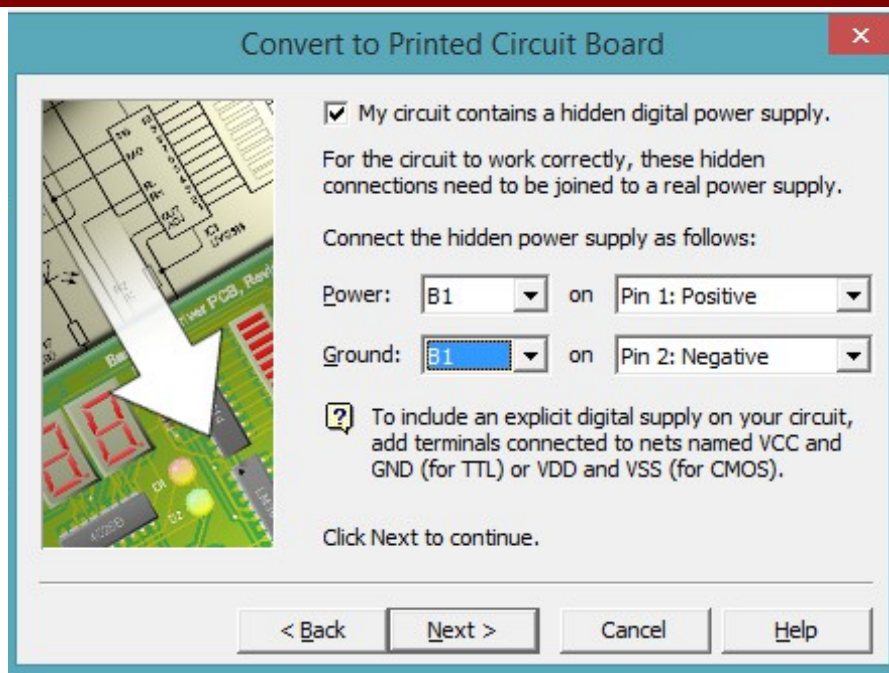 Convert to Printed Circuit Board
My circuit contains a hidden digital power supply.
For the circuit to work correctly, these hidden
connections need to be joined to a real power supply.
Connect the hidden power supply as follows:
Power: B1 on Pin 1: Positive
Ground: B1 on Pin 2: Negative
To include an explicit digital supply on your circuit,
add terminals connected to nets named VCC and
GND (for TTL) or VDD and VSS (for CMOS).
Click Next to continue.
< Back Next > Cancel Help
D1
D2